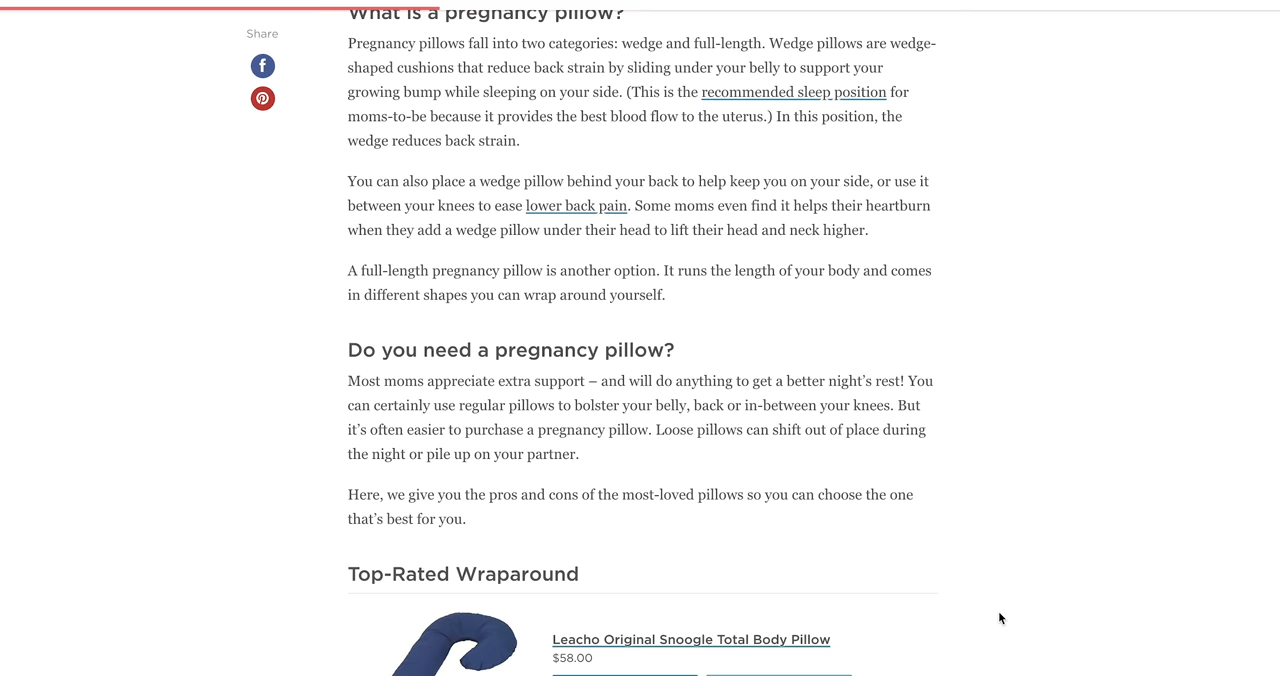 What is a pregnancy pillow?
Share
Pregnancy pillows fall into two categories: wedge and full-length. Wedge pillows are wedge-
shaped cushions that reduce back strain by sliding under your belly to support your
growing bump while sleeping on your side. (This is the recommended sleep position for
moms-to-be because it provides the best blood flow to the uterus.) In this position, the
wedge reduces back strain.
You can also place a wedge pillow behind your back to help keep you on your side, or use it
between your knees to ease lower back pain. Some moms even find it helps their heartburn
when they add a wedge pillow under their head to lift their head and neck higher.
A full-length pregnancy pillow is another option. It runs the length of your body and comes
in different shapes you can wrap around yourself.
Do you need a pregnancy pillow?
Most moms appreciate extra support – and will do anything to get a better night’s rest! You
can certainly use regular pillows to bolster your belly, back or in-between your knees. But
it’s often easier to purchase a pregnancy pillow. Loose pillows can shift out of place during
the night or pile up on your partner.
Here, we give you the pros and cons of the most-loved pillows so you can choose the one
that’s best for you.
Top-Rated Wraparound
Leacho Original Snoogle Total Body Pillow
$58.00